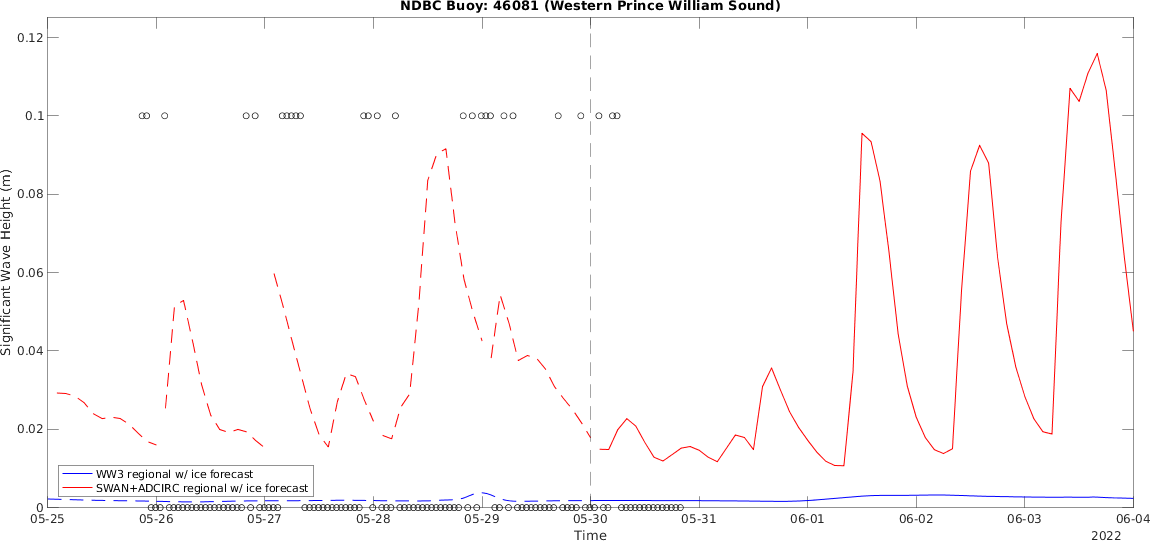 NDBC Buoy: 46081 (Western Prince William Sound)
0.12
0.1
0.08
0.06
0.04
0.02
0
Significant Wave Height (m)
WW3 regional w/ ice forecast
SWAN+ADCIRC regional w/ ice forecast
05-25 05-26 05-27 05-28 05-29 05-30 05-31 06-01 06-02 06-03 06-04
Time
2022